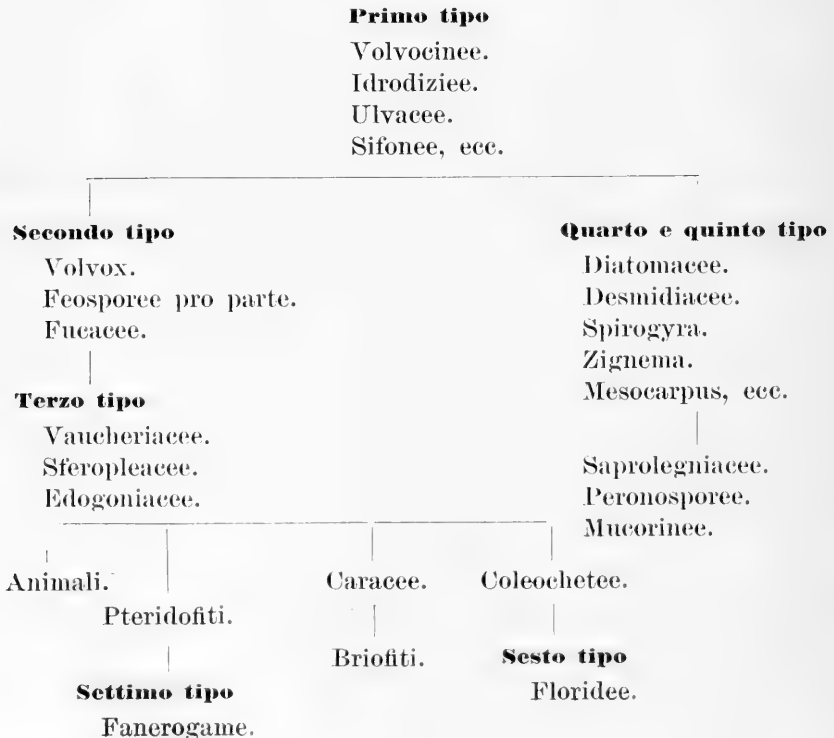 Primo tipo
Volvocinee.
Idrodiziee.
Ulvacee.
Sifonee, ecc.
Secondo tipo
Volvox.
Feosporee pro parte.
Fucacee.
Terzo tipo
Vaucheriacee.
Sferopleacee.
Edogoniacee.
Quarto e quinto tipo
Diatomacee.
Desmidiacee.
Spirogyra.
Zignema.
Mesocarpus, ecc.
Saprolegniacee.
Peronosporee.
Mucorinee.
Animali.
Pteridofiti.
Settimo tipo
Fanerogame.
Caracee.
Briofiti.
Coleochetee.
Sesto tipo
Floridee.